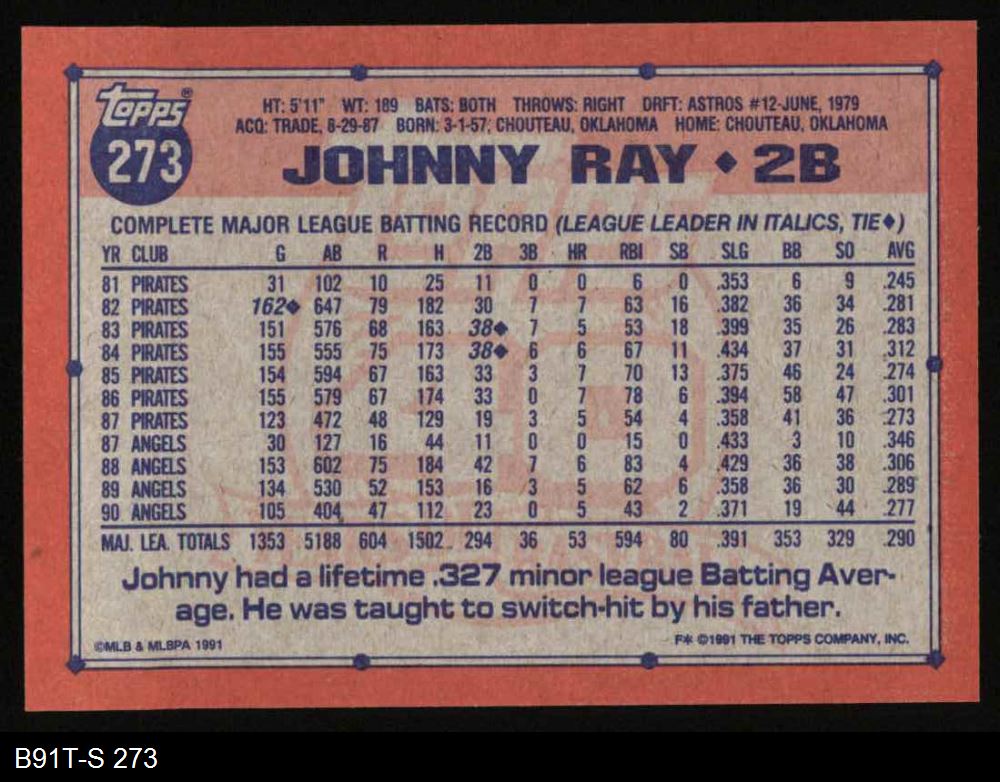 TOPPS®
273
HT: 5'11" WT: 189 BATS: BOTH THROWS: RIGHT DRFT: ASTROS #12-JUNE, 1979
ACQ: TRADE, 8-29-87 BORN: 3-1-57, CHOUTEAU, OKLAHOMA HOME: CHOUTEAU, OKLAHOMA
JOHNNY RAY ♦ 2B
COMPLETE MAJOR LEAGUE BATTING RECORD (LEAGUE LEADER IN ITALICS, TIE♦)
YR CLUB G AB R H 2B 3B HR RBI SB SLG BB SO AVG
81 PIRATES 31 102 10 25 11 0 0 6 0 .353 6 9 .245
82 PIRATES 162♦ 647 79 182 30 7 7 63 16 .382 36 34 .281
83 PIRATES 151 576 68 163 38♦ 7 5 53 18 .399 35 26 .283
84 PIRATES 155 555 75 173 38♦ 6 6 67 11 .434 37 31 .312
85 PIRATES 154 594 67 163 33 3 7 70 13 .375 46 24 .274
86 PIRATES 155 579 67 174 33 0 7 78 6 .394 58 47 .301
87 PIRATES 123 472 48 129 19 3 5 54 4 .358 41 36 .273
87 ANGELS 30 127 16 44 11 0 0 15 0 .433 3 10 .346
88 ANGELS 153 602 75 184 42 7 6 83 4 .429 36 38 .306
89 ANGELS 134 530 52 153 16 3 5 62 6 .358 36 30 .289
90 ANGELS 105 404 47 112 23 0 5 43 2 .371 19 44 .277
MAJ. LEA. TOTALS 1353 5188 604 1502 294 36 53 594 80 .391 353 329 .290
Johnny had a lifetime .327 minor league Batting Aver-
age. He was taught to switch-hit by his father.
©MLB & MLBPA 1991
F* ©1991 THE TOPPS COMPANY, INC.
B91T-S 273